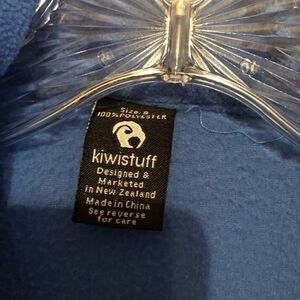 Size. 8
100% POLYESTER
kiwistuff
Designed &
Marketed
in New Zealand
Made in China
See reverse
for care